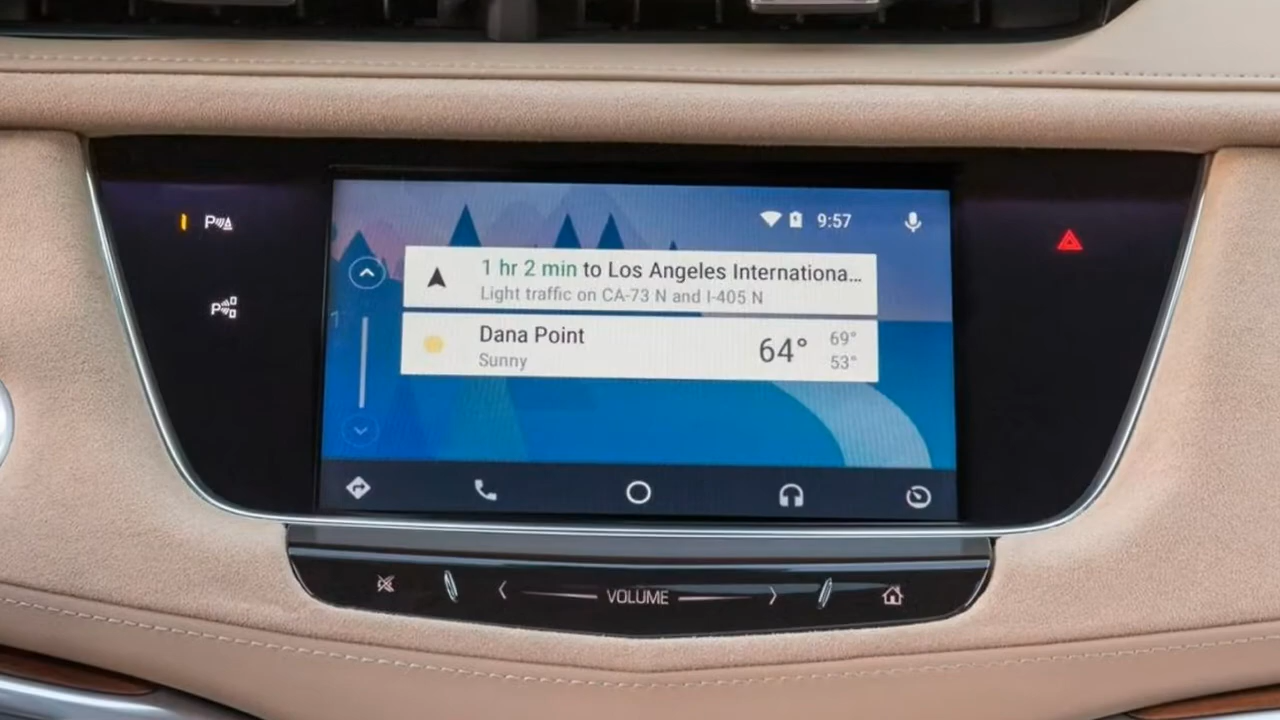 P
P
9:57
1 hr 2 min to Los Angeles Internationa...
Light traffic on CA-73 N and I-405 N
Dana Point
Sunny
64°
69°
53°
VOLUME